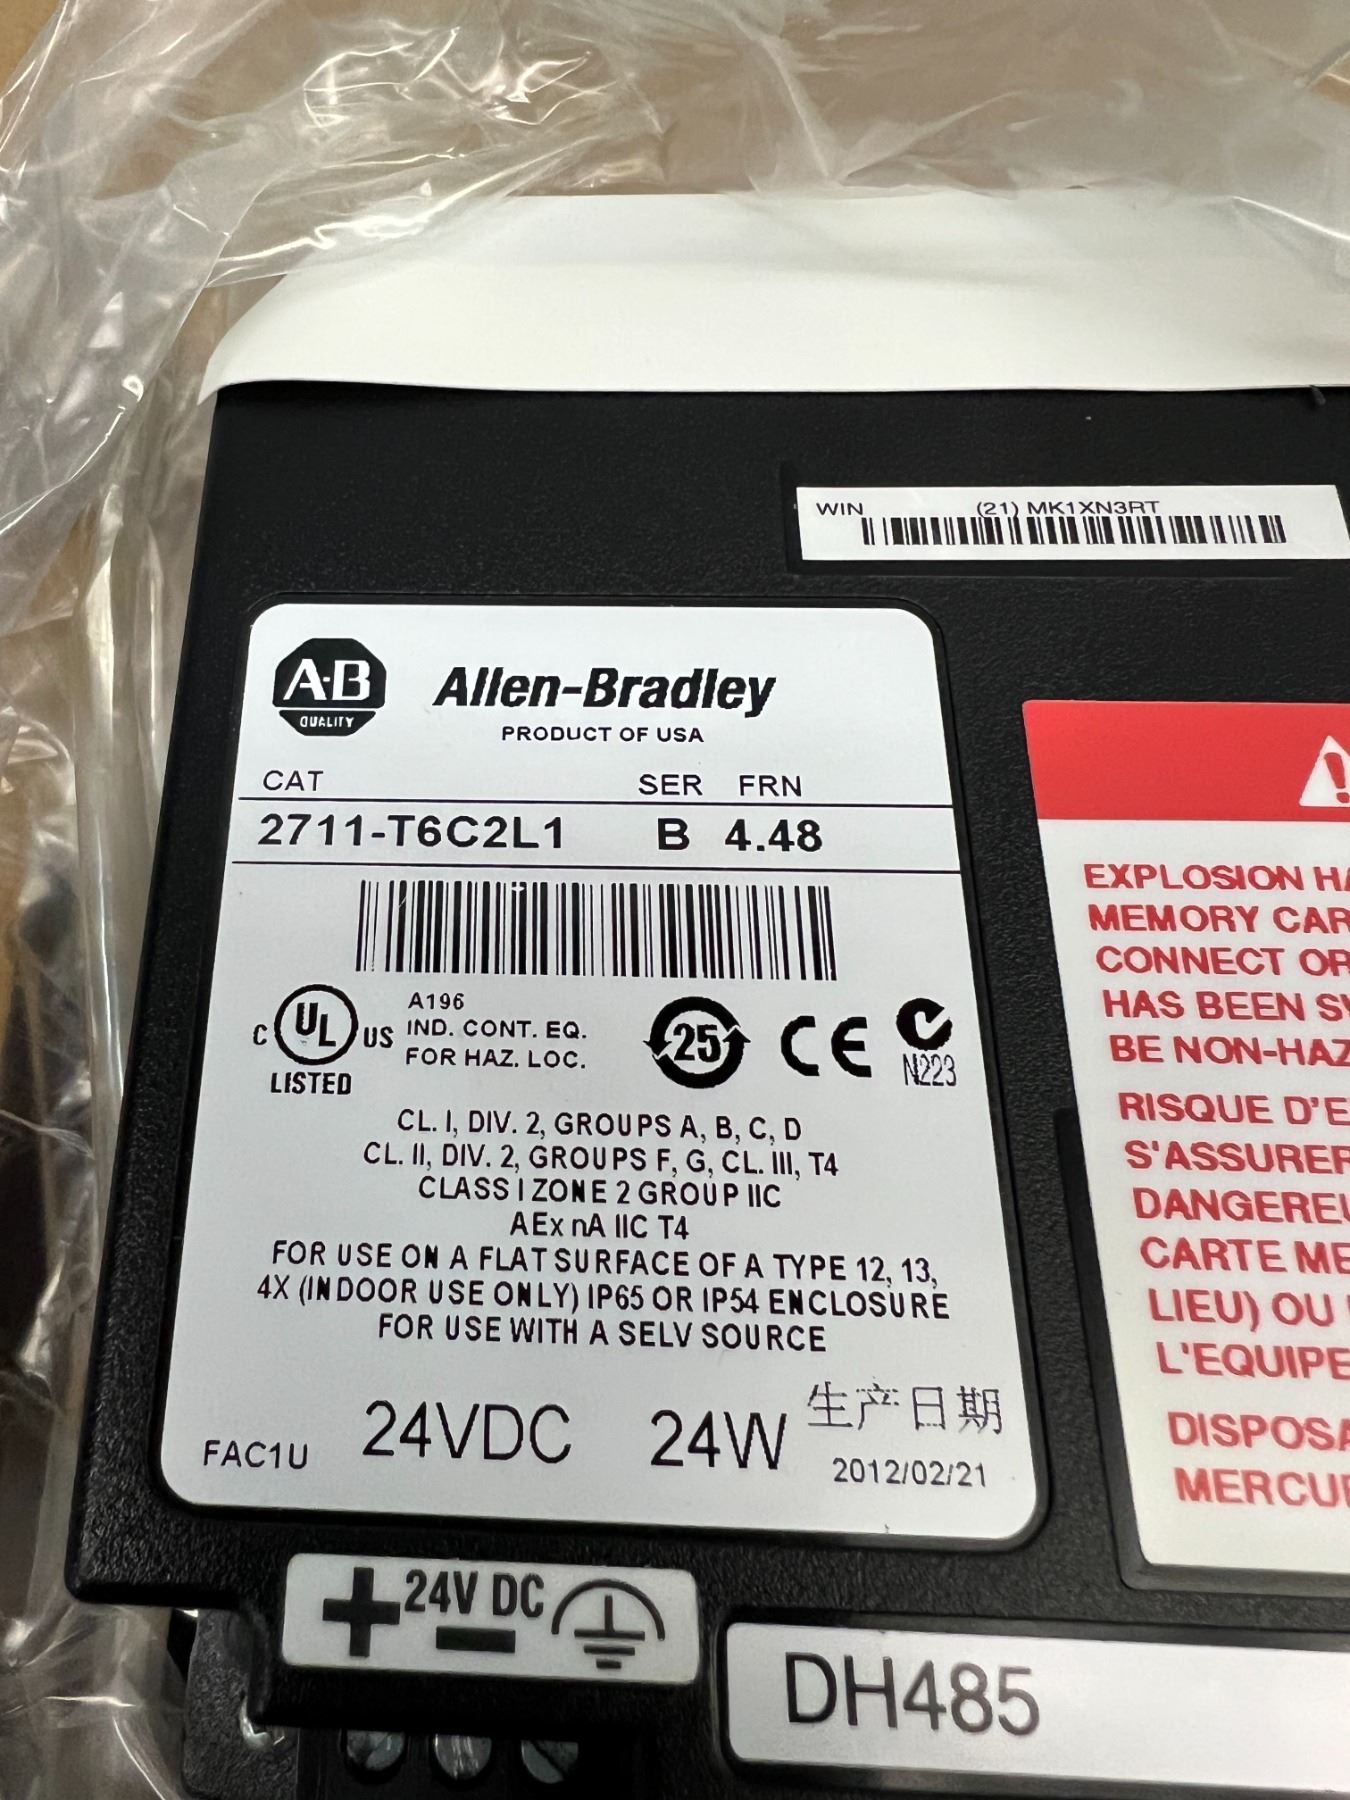 WIN (21) MK1XN3RT
A-B
QUALITY
Allen-Bradley
PRODUCT OF USA
CAT SER FRN
2711-T6C2L1 B 4.48
C UL US
LISTED
A196
IND. CONT. EQ.
FOR HAZ. LOC.
25
CE
N223
CL. I, DIV. 2, GROUPS A, B, C, D
CL. II, DIV. 2, GROUPS F, G, CL. III, T4
CLASS I ZONE 2 GROUP IIC
AEx nA IIC T4
FOR USE ON A FLAT SURFACE OF A TYPE 12, 13,
4X (INDOOR USE ONLY) IP65 OR IP54 ENCLOSURE
FOR USE WITH A SELV SOURCE
FAC1U 24VDC 24W
生产日期
2012/02/21
EXPLOSION
MEMORY
CONNECT OR
HAS BEEN
BE
RISQUE
S'ASSURER
CARTE
LIEU) OU
+ 24V DC -
DH485